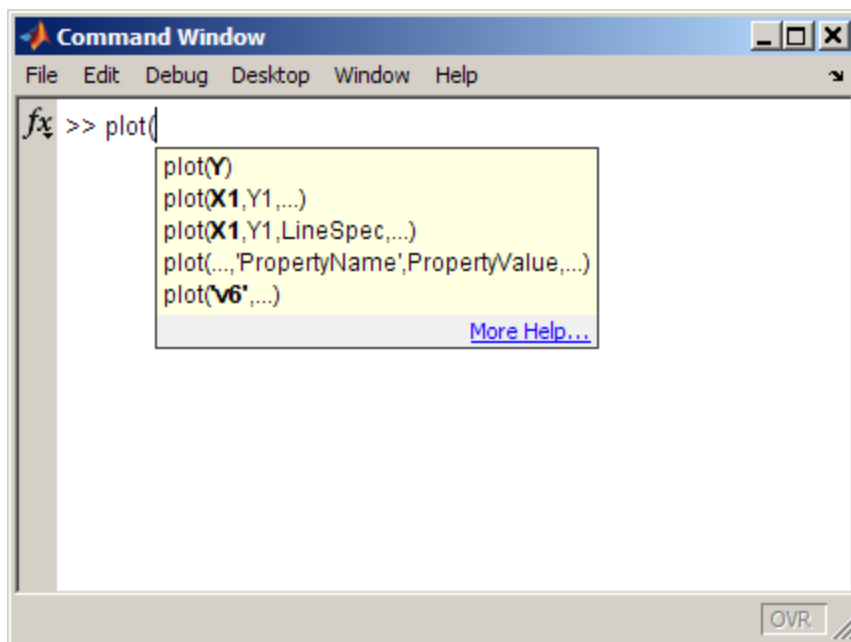 Command Window
File Edit Debug Desktop Window Help
fx >> plot(
plot(Y)
plot(X1,Y1,...)
plot(X1,Y1,LineSpec,...)
plot(...,'PropertyName',PropertyValue,...)
plot('v6',...)
More Help...
OVR